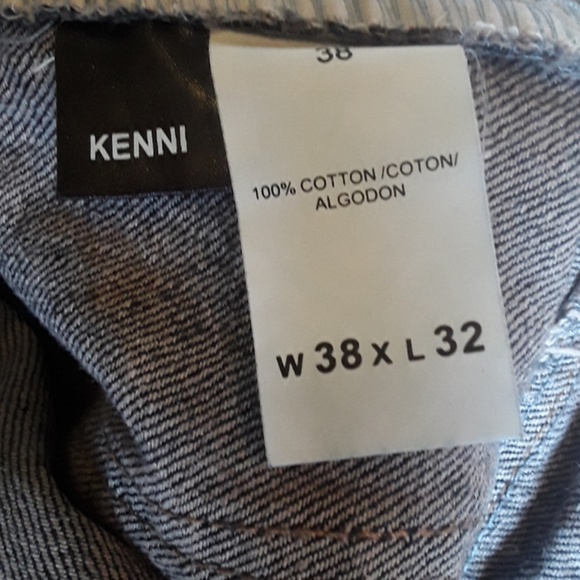 38
KENNI
100% COTTON /COTON/
ALGODON
W 38 X L 32